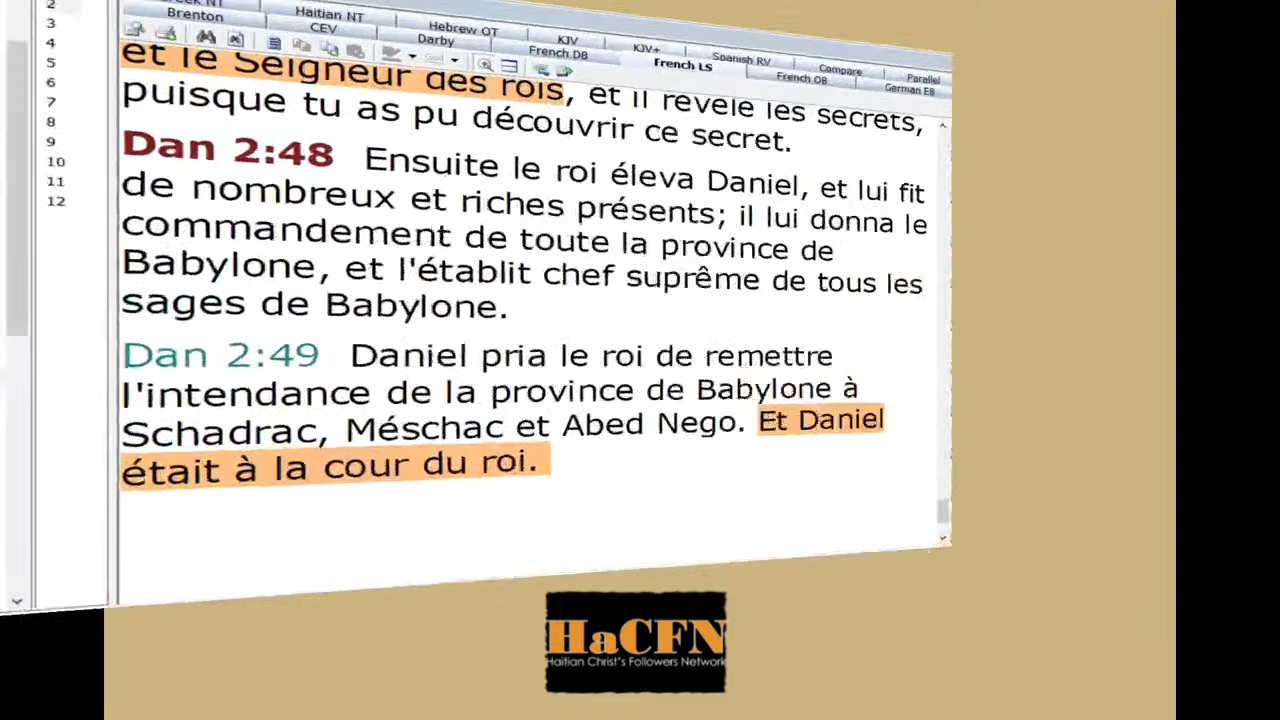 2
3
4
5
6
7
8
9
10
11
12
Haitian NT
Hebrew OT
KJV
KJV+
Spanish RV
Compare
Parallel
Brenton
CEV
Darby
French DB
French LS
French OB
German EB
et le Seigneur des rois, et il révèle les secrets,
puisque tu as pu découvrir ce secret.
Dan 2:48 Ensuite le roi éleva Daniel, et lui fit
de nombreux et riches présents; il lui donna le
commandement de toute la province de
Babylone, et l'établit chef suprême de tous les
sages de Babylone.
Dan 2:49 Daniel pria le roi de remettre
l'intendance de la province de Babylone à
Schadrac, Méschac et Abed Nego. Et Daniel
était à la cour du roi.
HaCFN
Haitian Christ's Followers Network